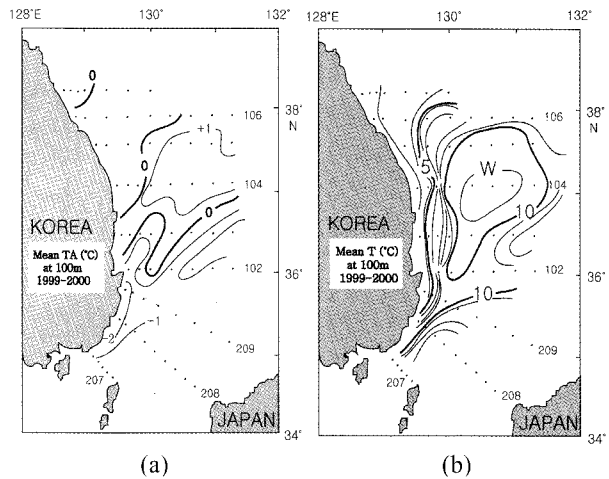 128°(E) 130° 132°
0
106
+1
38°
N
0
104
0
KOREA
Mean TA (°C)
at 100m
1999-2000
102
36°
-2
-1
209
207
208
JAPAN
34°
(a)
128°(E) 130° 132°
106
38°
N
5
W
104
10
KOREA
Mean T (°C)
at 100m
1999-2000
102
36°
10
209
207
208
JAPAN
34°
(b)